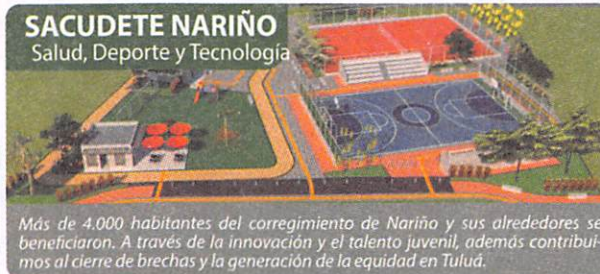 SACUDETE NARIÑO
Salud, Deporte y Tecnología
Más de 4.000 habitantes del corregimiento de Nariño y sus alrededores se
beneficiaron. A través de la innovación y el talento juvenil, además contribui-
mos al cierre de brechas y la generación de la equidad en Tuluá.